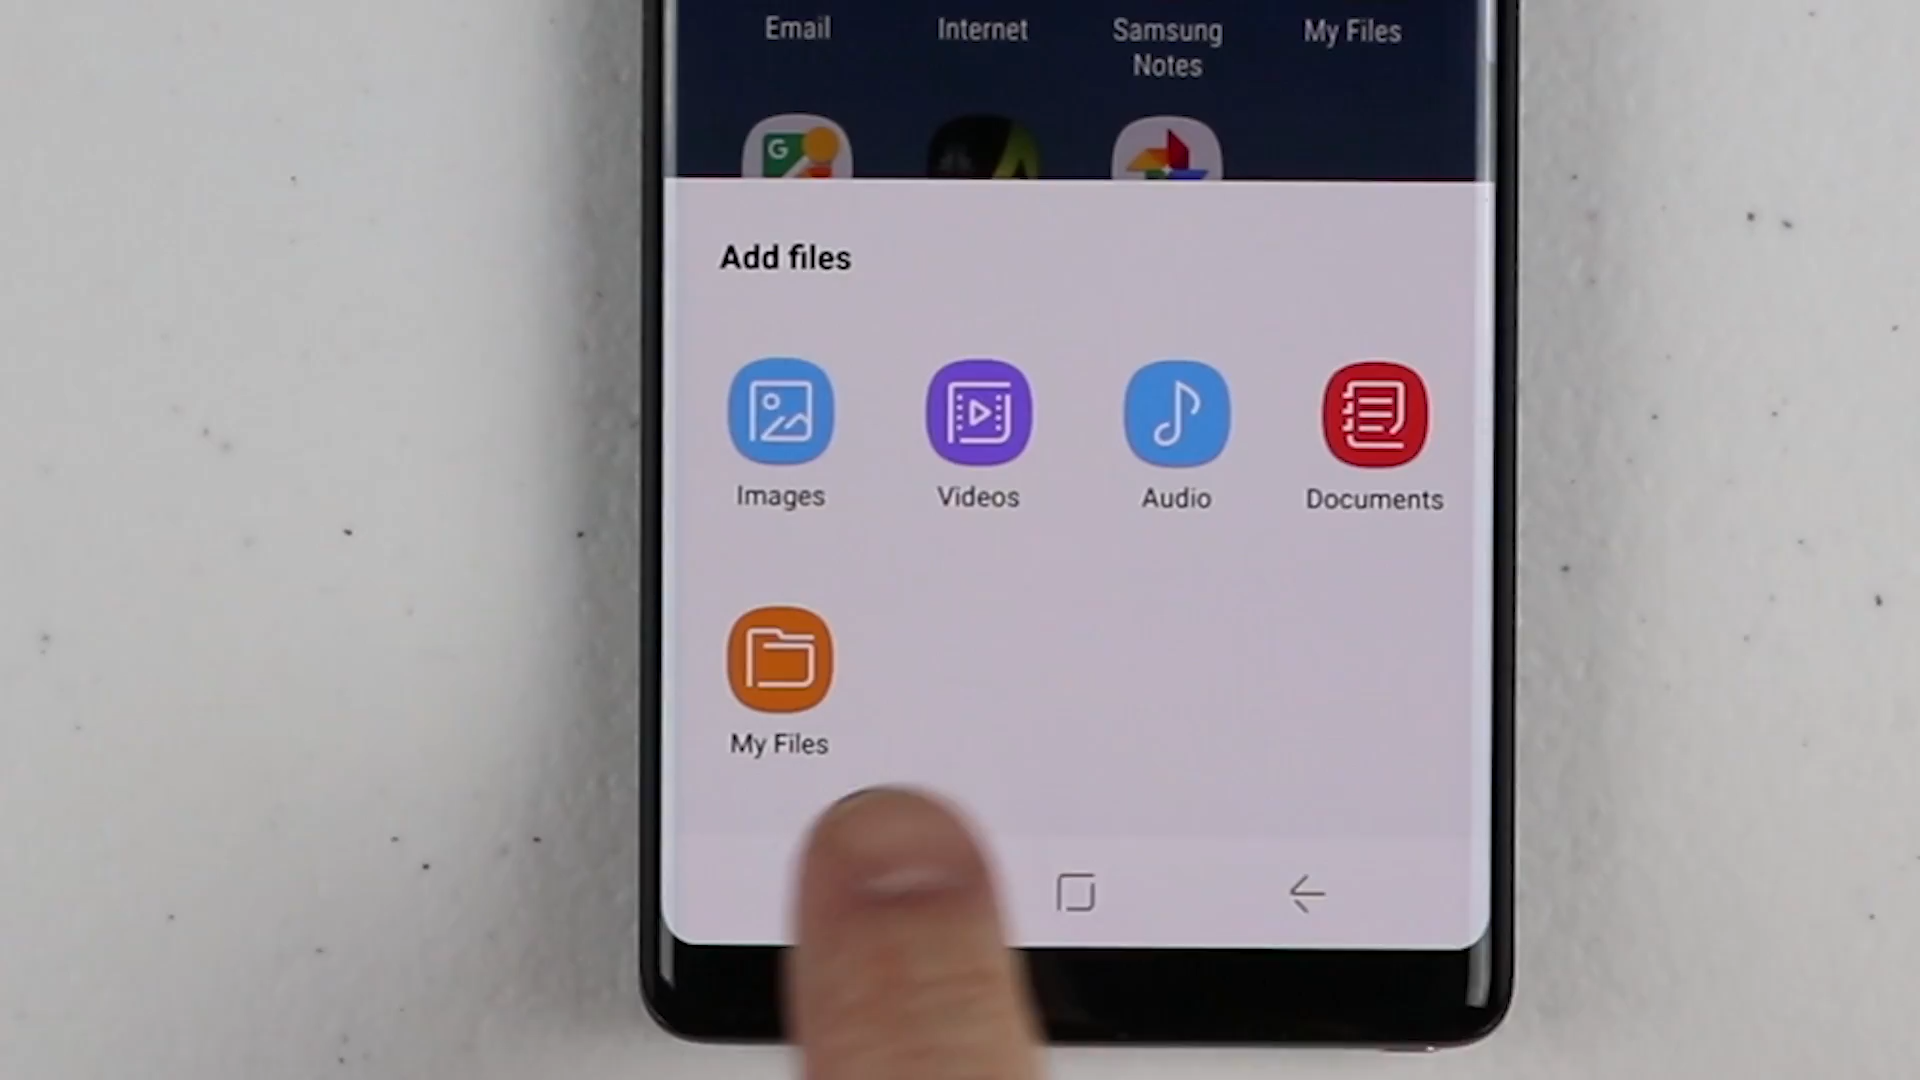 Email
Internet
Samsung
Notes
My Files
G
Add files
Images
Videos
Audio
Documents
My Files